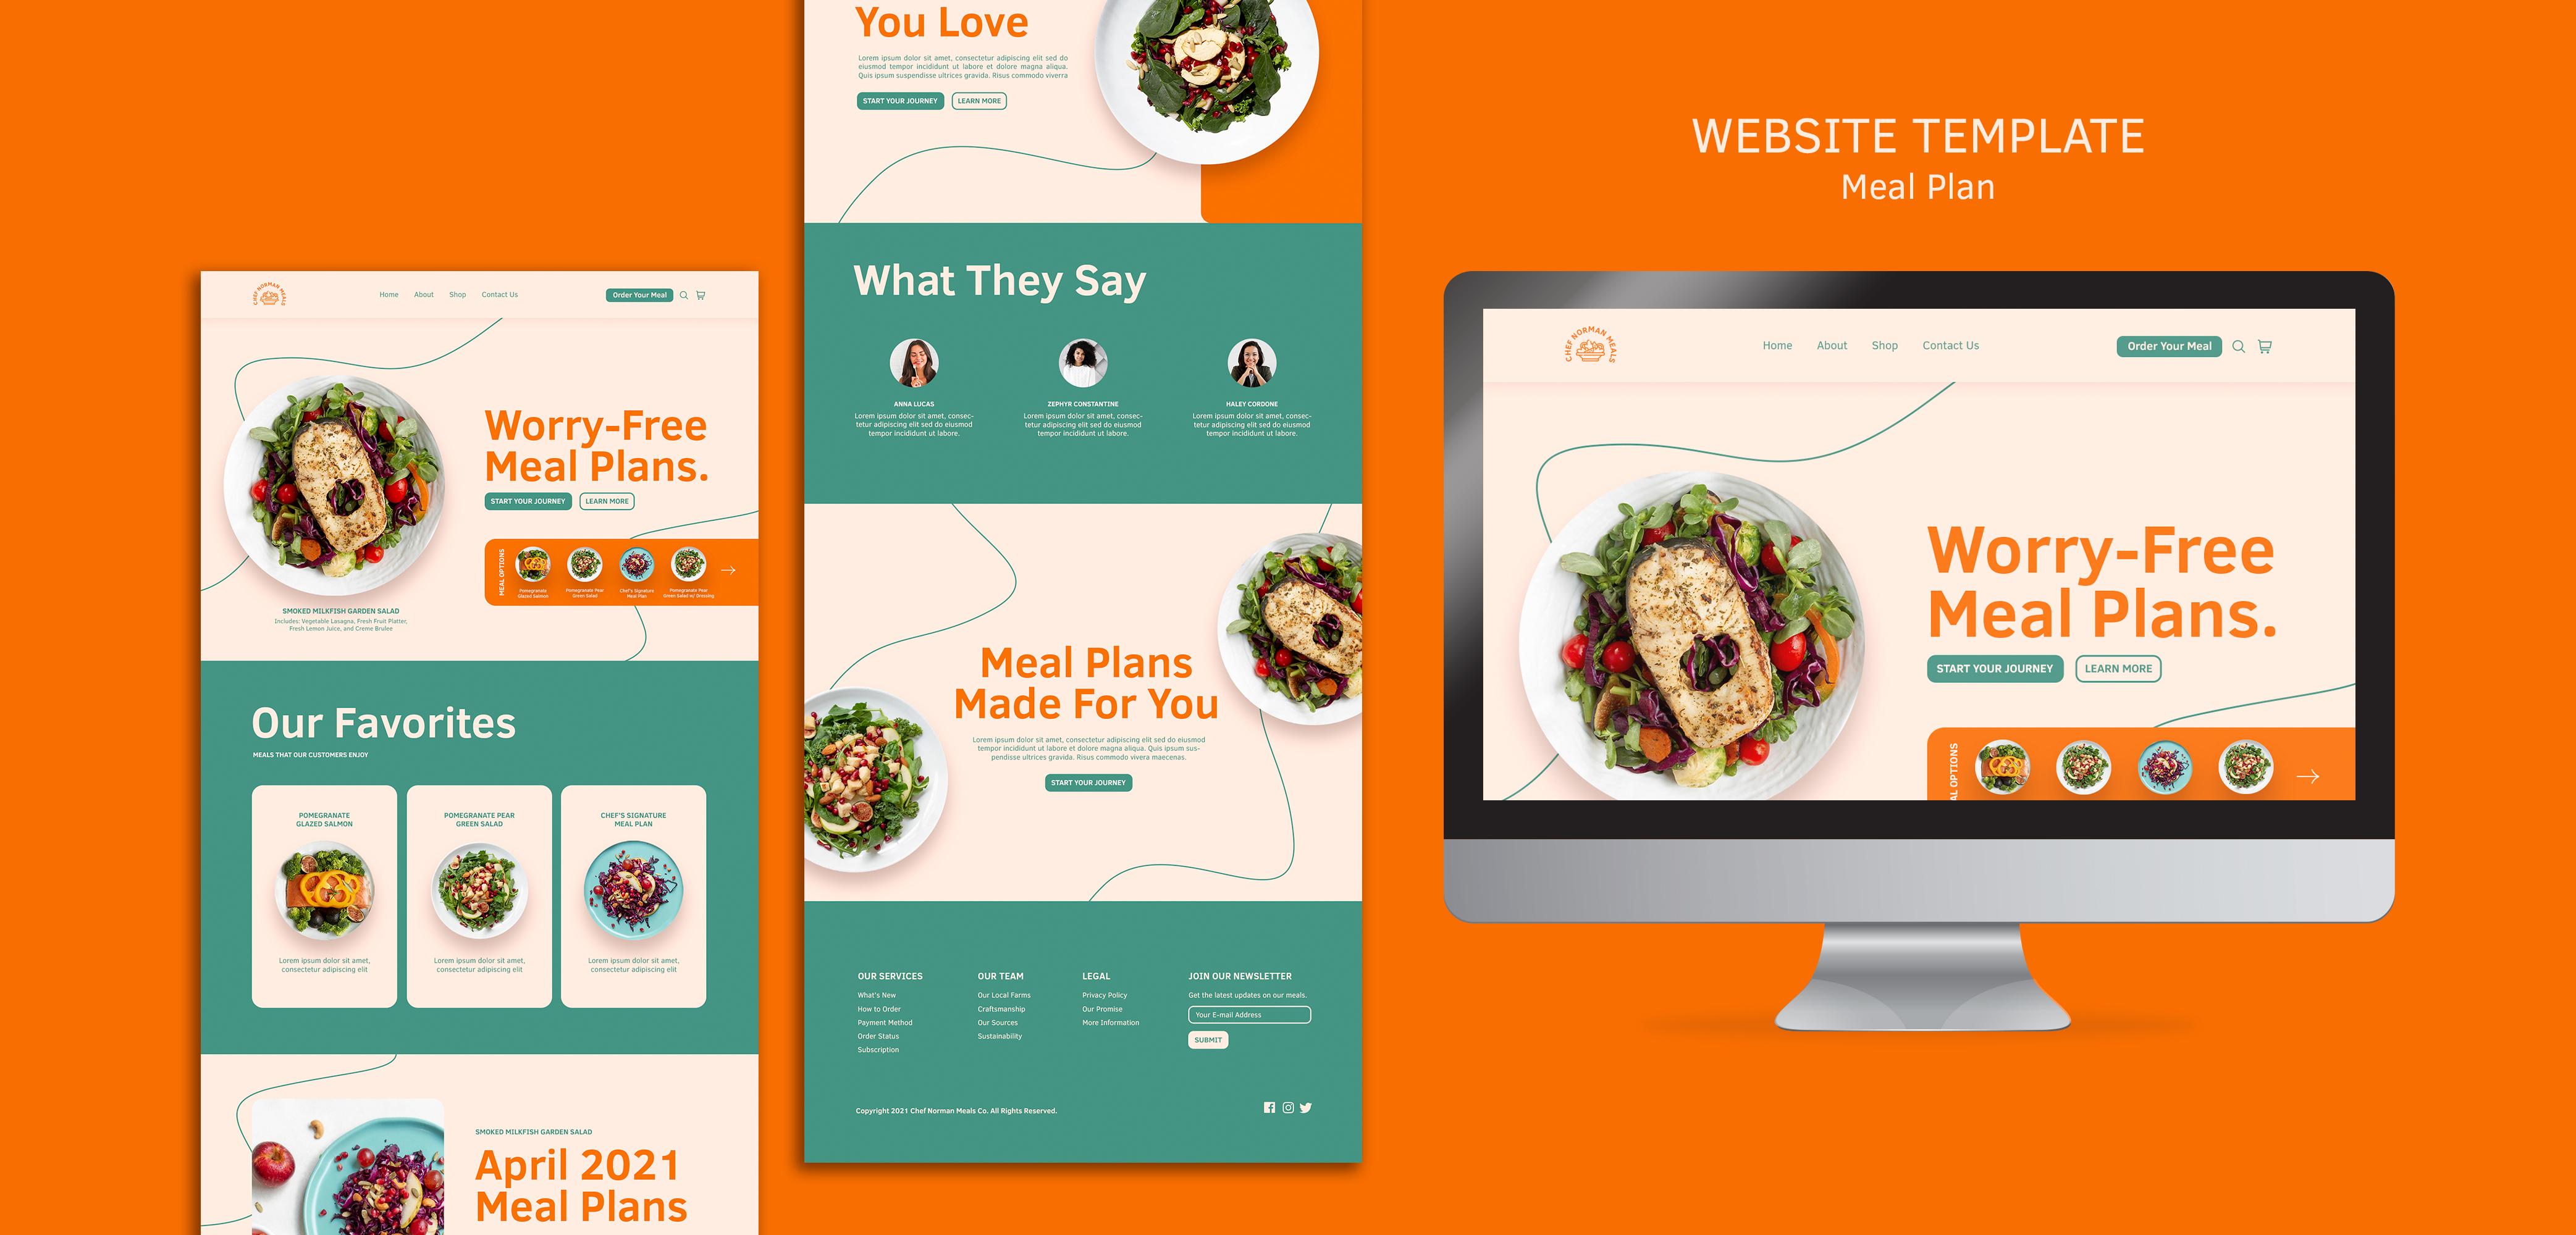 CHEF NORMAN MEALS
Home
About
Shop
Contact Us
Order Your Meal
Worry-Free
Meal Plans.
START YOUR JOURNEY
LEARN MORE
MEAL OPTIONS
Pomegranate
Glazed Salmon
Pomegranate Pear
Green Salad
Chef's Signature
Meal Plan
Pomegranate Pear
Green Salad w/ Dressing
SMOKED MILKFISH GARDEN SALAD
Includes: Vegetable Lasagna, Fresh Fruit Platter,
Fresh Lemon Juice, and Creme Brulee
Our Favorites
MEALS THAT OUR CUSTOMERS ENJOY
POMEGRANATE
GLAZED SALMON
Lorem ipsum dolor sit amet,
consectetur adipiscing elit
POMEGRANATE PEAR
GREEN SALAD
Lorem ipsum dolor sit amet,
consectetur adipiscing elit
CHEF'S SIGNATURE
MEAL PLAN
Lorem ipsum dolor sit amet,
consectetur adipiscing elit
SMOKED MILKFISH GARDEN SALAD
April 2021
Meal Plans
You Love
Lorem ipsum dolor sit amet, consectetur adipiscing elit sed do
eiusmod tempor incididunt ut labore et dolore magna aliqua.
Quis ipsum suspendisse ultrices gravida. Risus commodo viverra
START YOUR JOURNEY
LEARN MORE
What They Say
ANNA LUCAS
Lorem ipsum dolor sit amet, consec-
tetur adipiscing elit sed do eiusmod
tempor incididunt ut labore.
ZEPHYR CONSTANTINE
Lorem ipsum dolor sit amet, consec-
tetur adipiscing elit sed do eiusmod
tempor incididunt ut labore.
HALEY CORDONE
Lorem ipsum dolor sit amet, consec-
tetur adipiscing elit sed do eiusmod
tempor incididunt ut labore.
Meal Plans
Made For You
Lorem ipsum dolor sit amet, consectetur adipiscing elit sed do eiusmod
tempor incididunt ut labore et dolore magna aliqua. Quis ipsum sus-
pendisse ultrices gravida. Risus commodo vivera maecenas.
START YOUR JOURNEY
OUR SERVICES
What's New
How to Order
Payment Method
Order Status
Subscription
OUR TEAM
Our Local Farms
Craftsmanship
Our Sources
Sustainability
LEGAL
Privacy Policy
Our Promise
More Information
JOIN OUR NEWSLETTER
Get the latest updates on our meals.
Your E-mail Address
SUBMIT
Copyright 2021 Chef Norman Meals Co. All Rights Reserved.
WEBSITE TEMPLATE
Meal Plan
CHEF NORMAN MEALS
Home
About
Shop
Contact Us
Order Your Meal
Worry-Free
Meal Plans.
START YOUR JOURNEY
LEARN MORE
AL OPTIONS